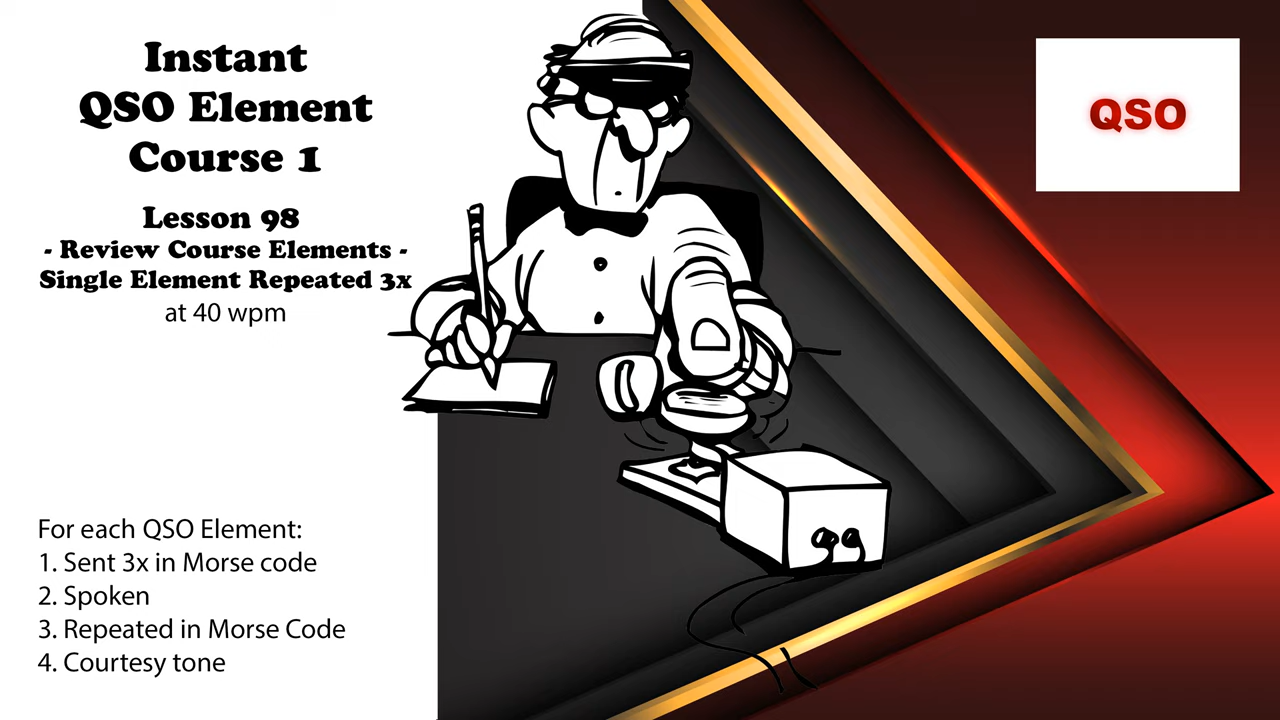 Instant
QSO Element
Course 1
Lesson 98
- Review Course Elements -
Single Element Repeated 3x
at 40 wpm
QSO
For each QSO Element:
1. Sent 3x in Morse code
2. Spoken
3. Repeated in Morse Code
4. Courtesy tone